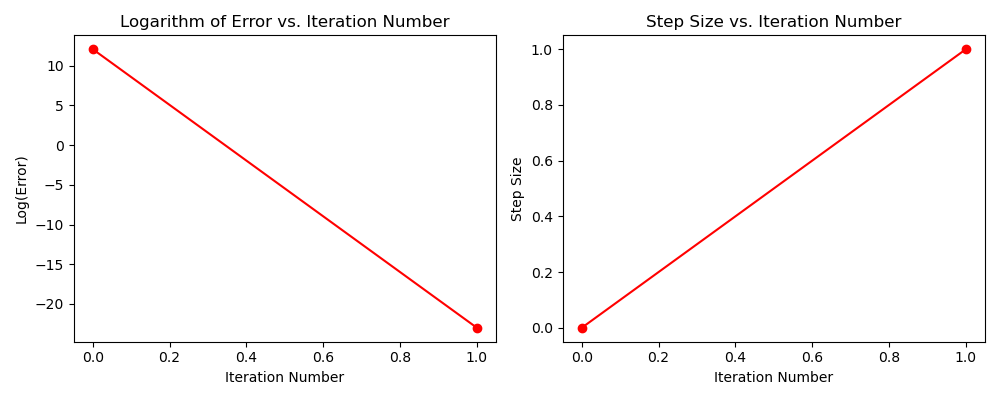 Logarithm of Error vs. Iteration Number
Log(Error)
10
5
0
−5
−10
−15
−20
0.0 0.2 0.4 0.6 0.8 1.0
Iteration Number
Step Size vs. Iteration Number
Step Size
1.0
0.8
0.6
0.4
0.2
0.0
0.0 0.2 0.4 0.6 0.8 1.0
Iteration Number